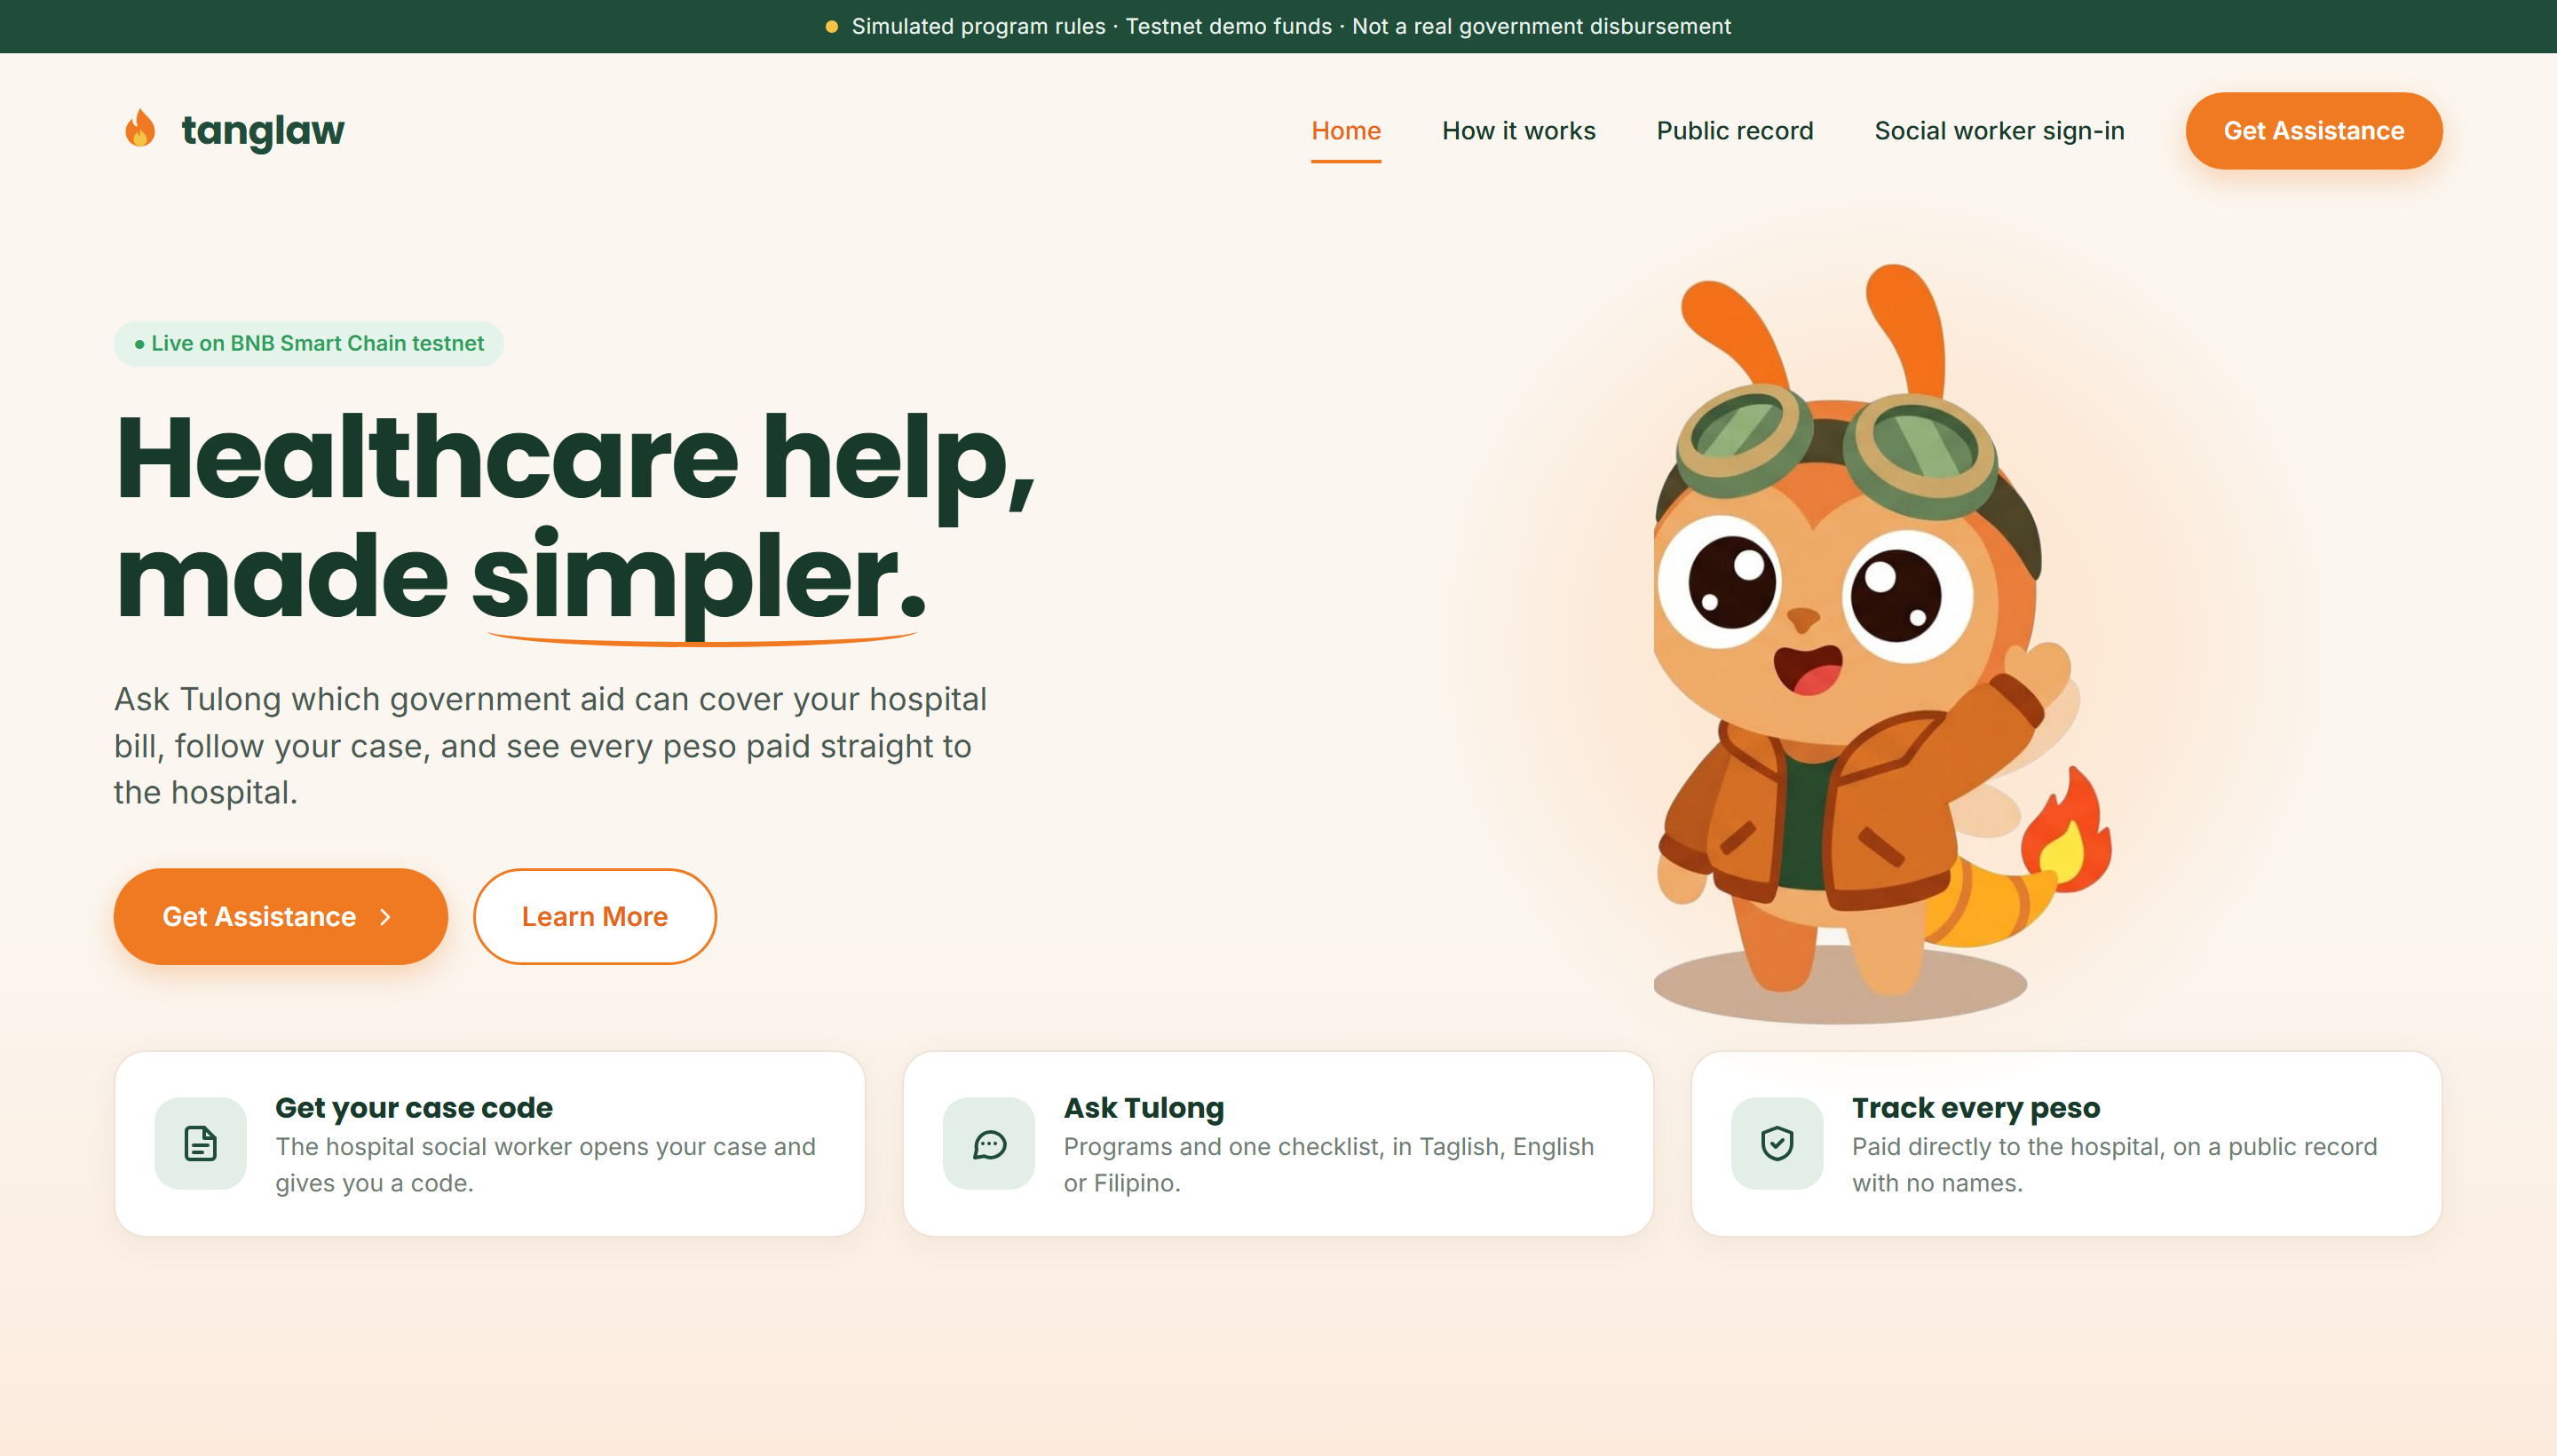 Simulated program rules · Testnet demo funds · Not a real government disbursement
tanglaw
Home
How it works
Public record
Social worker sign-in
Get Assistance
Live on BNB Smart Chain testnet
Healthcare help,
made simpler.
Ask Tulong which government aid can cover your hospital
bill, follow your case, and see every peso paid straight to
the hospital.
Get Assistance
Learn More
Get your case code
The hospital social worker opens your case and
gives you a code.
Ask Tulong
Programs and one checklist, in Taglish, English
or Filipino.
Track every peso
Paid directly to the hospital, on a public record
with no names.